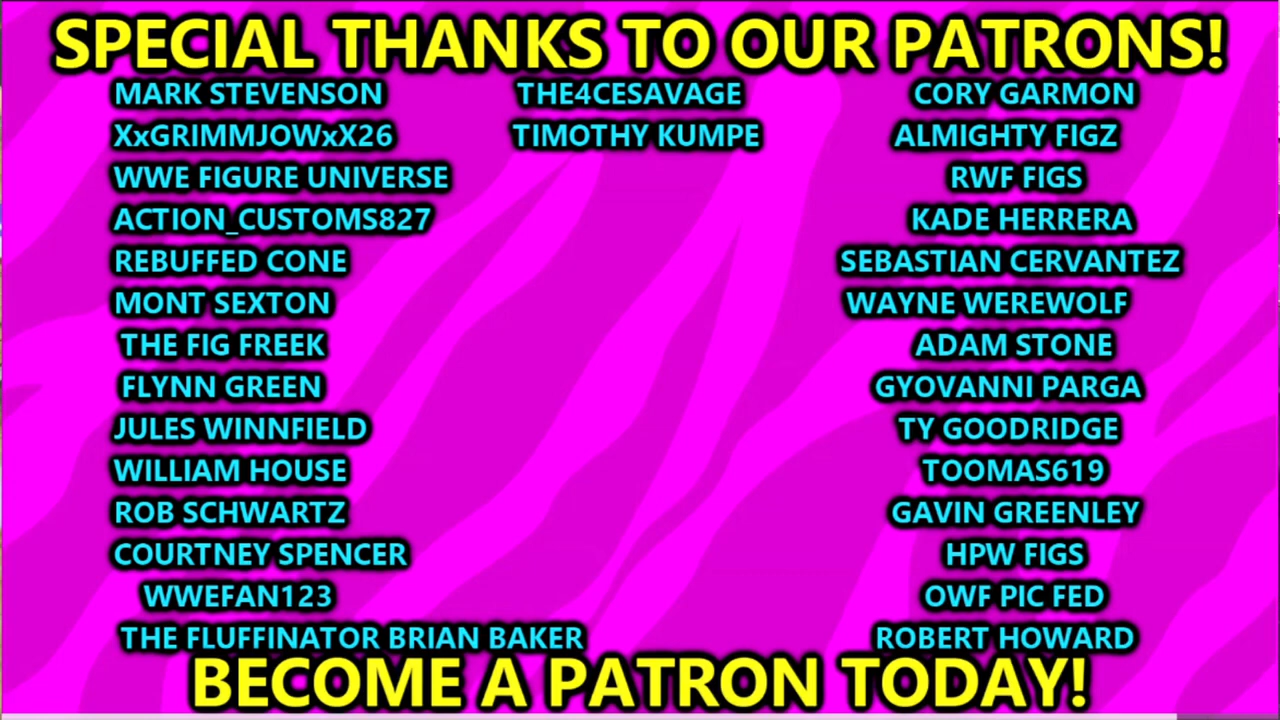 SPECIAL THANKS TO OUR PATRONS!
MARK STEVENSON THE4CESAVAGE CORY GARMON
XxGRIMMJOWxX26 TIMOTHY KUMPE ALMIGHTY FIGZ
WWE FIGURE UNIVERSE RWF FIGS
ACTION_CUSTOMS827 KADE HERRERA
REBUFFED CONE SEBASTIAN CERVANTEZ
MONT SEXTON WAYNE WEREWOLF
THE FIG FREEK ADAM STONE
FLYNN GREEN GYOVANNI PARGA
JULES WINNFIELD TY GOODRIDGE
WILLIAM HOUSE TOOMAS619
ROB SCHWARTZ GAVIN GREENLEY
COURTNEY SPENCER HPW FIGS
WWEFAN123 OWF PIC FED
THE FLUFFINATOR BRIAN BAKER ROBERT HOWARD
BECOME A PATRON TODAY!